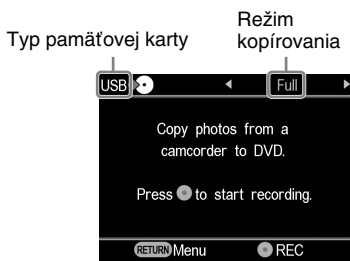 Režim
Typ pamäťovej karty kopírovania
USB Full
Copy photos from a
camcorder to DVD.
Press to start recording.
RETURN Menu REC